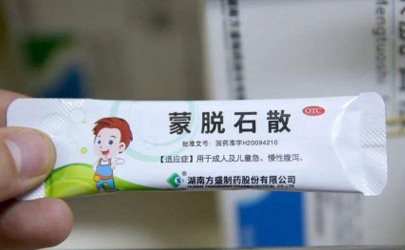 蒙脱石散
OTC
批准文号：国药准字H20094210
【适应症】用于成人及儿童急、慢性腹泻。
湖南方盛制药股份有限公司
Mengtuoshi